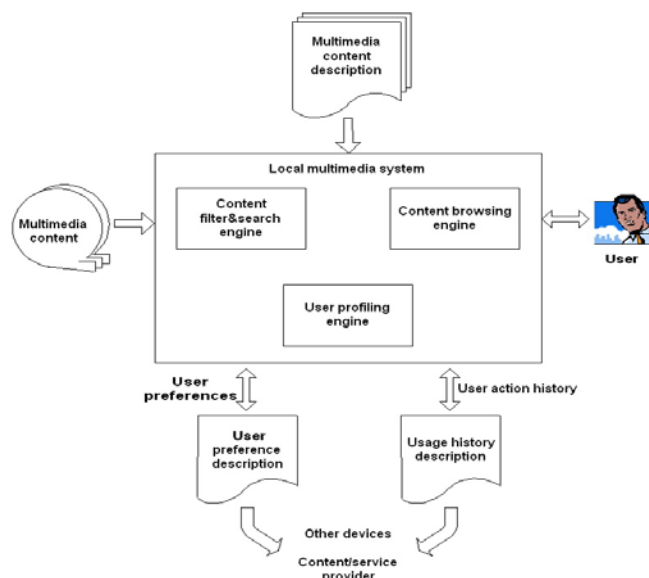 Multimedia
content
description
Local multimedia system
Content
filter&search
engine
Content browsing
engine
Multimedia
content
User
User profiling
engine
User
preferences
User action history
User
preference
description
Usage history
description
Other devices
Content/service
provider